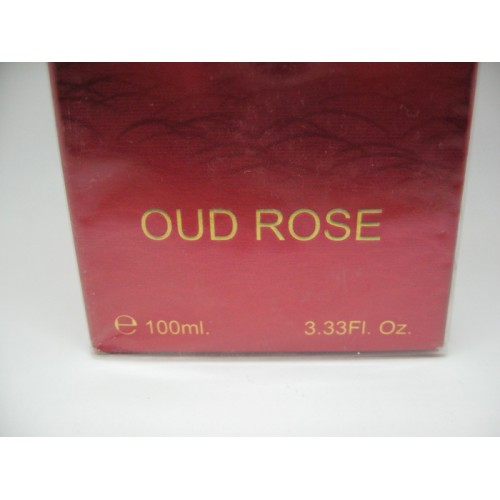 OUD ROSE
℮ 100ml. 3.33Fl. Oz.